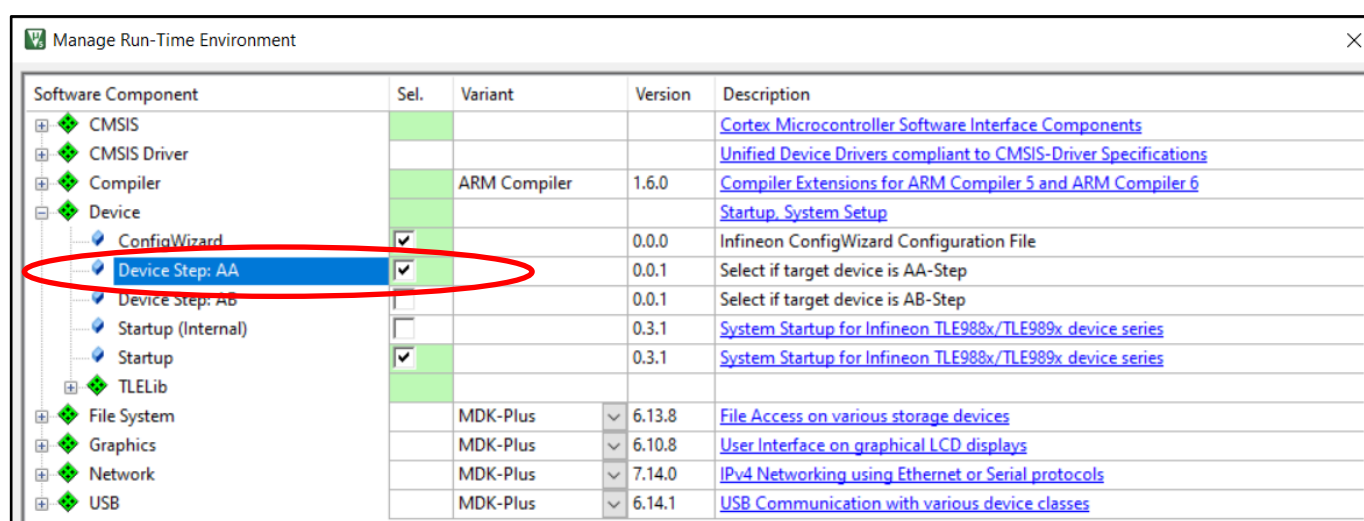 Manage Run-Time Environment
Software Component Sel. Variant Version Description
CMSIS Cortex Microcontroller Software Interface Components
CMSIS Driver Unified Device Drivers compliant to CMSIS-Driver Specifications
Compiler ARM Compiler 1.6.0 Compiler Extensions for ARM Compiler 5 and ARM Compiler 6
Device Startup, System Setup
ConfigWizard 0.0.0 Infineon ConfigWizard Configuration File
Device Step: AA 0.0.1 Select if target device is AA-Step
Device Step: AB 0.0.1 Select if target device is AB-Step
Startup (Internal) 0.3.1 System Startup for Infineon TLE988x/TLE989x device series
Startup 0.3.1 System Startup for Infineon TLE988x/TLE989x device series
TLELib
File System MDK-Plus 6.13.8 File Access on various storage devices
Graphics MDK-Plus 6.10.8 User Interface on graphical LCD displays
Network MDK-Plus 7.14.0 IPv4 Networking using Ethernet or Serial protocols
USB MDK-Plus 6.14.1 USB Communication with various device classes